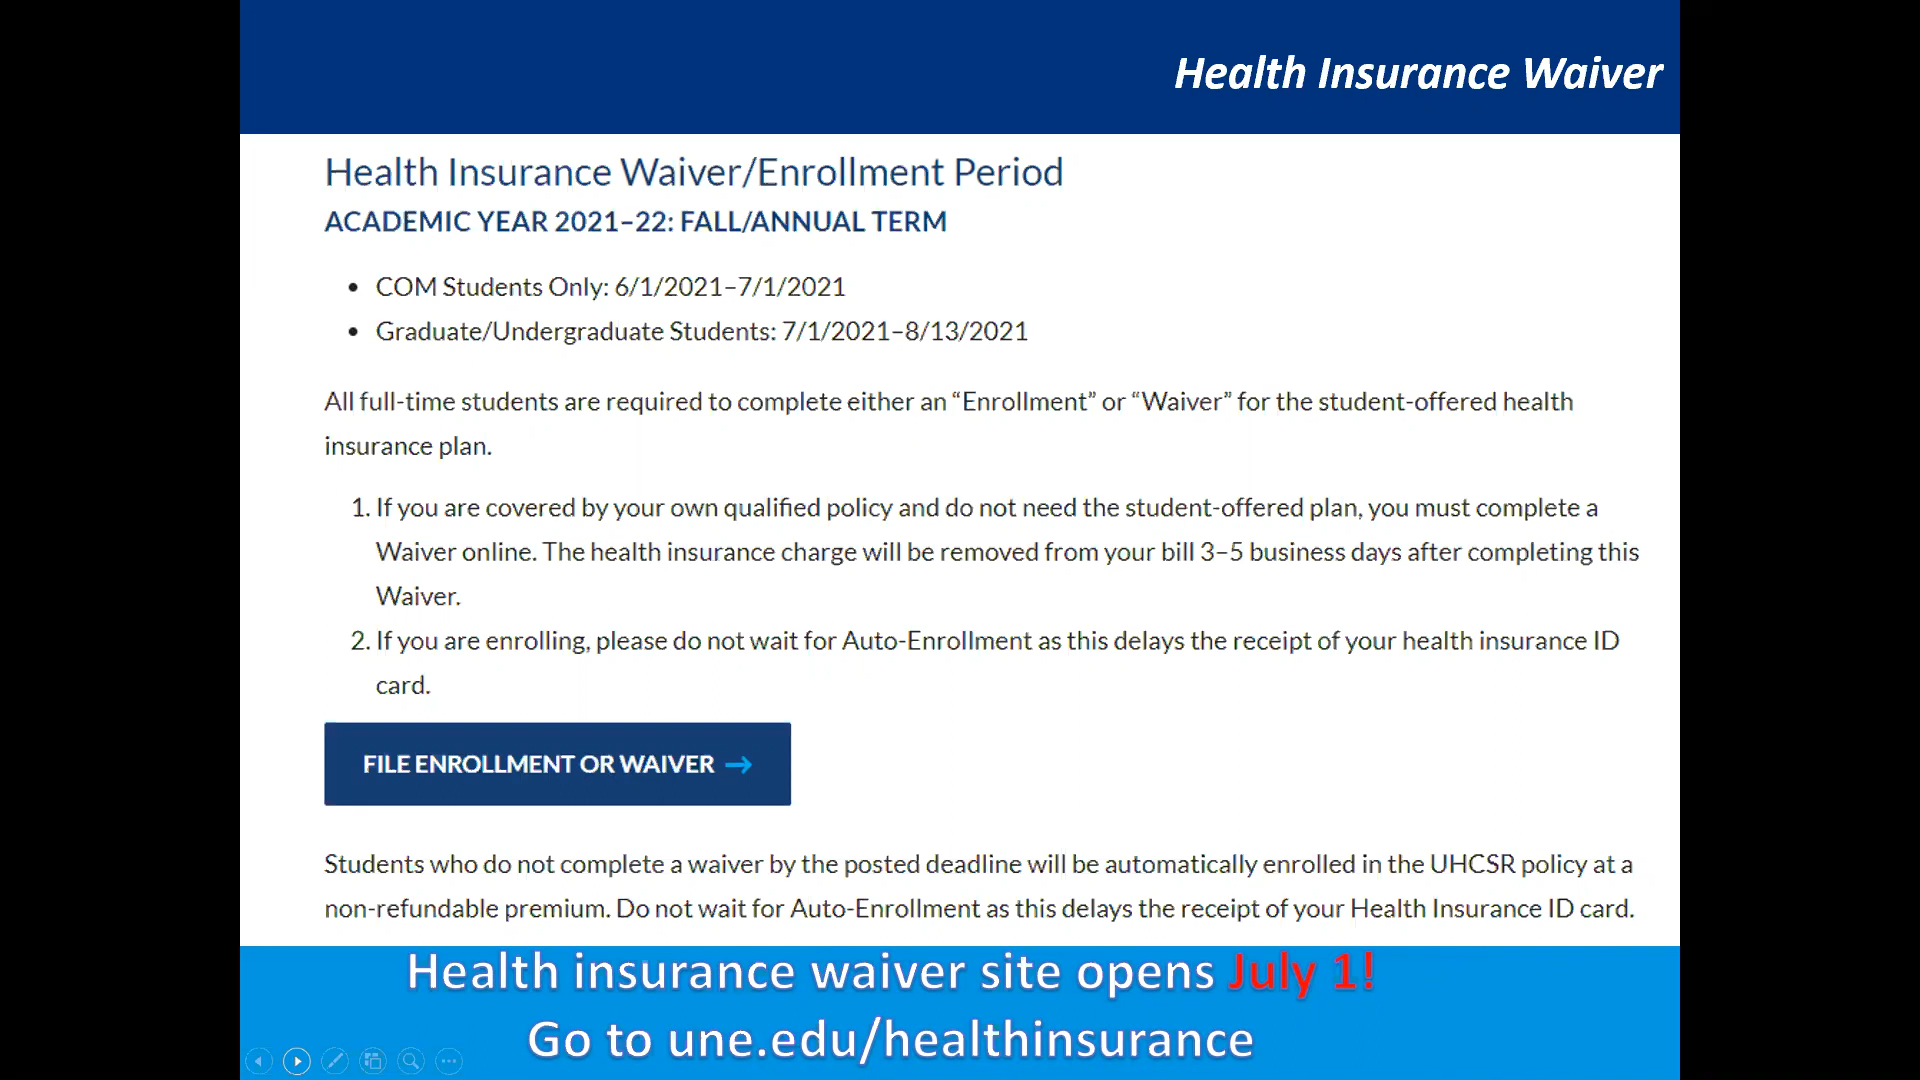 Health Insurance Waiver
Health Insurance Waiver/Enrollment Period
ACADEMIC YEAR 2021–22: FALL/ANNUAL TERM
• COM Students Only: 6/1/2021–7/1/2021
• Graduate/Undergraduate Students: 7/1/2021–8/13/2021
All full-time students are required to complete either an “Enrollment” or “Waiver” for the student-offered health
insurance plan.
1. If you are covered by your own qualified policy and do not need the student-offered plan, you must complete a
Waiver online. The health insurance charge will be removed from your bill 3–5 business days after completing this
Waiver.
2. If you are enrolling, please do not wait for Auto-Enrollment as this delays the receipt of your health insurance ID
card.
FILE ENROLLMENT OR WAIVER →
Students who do not complete a waiver by the posted deadline will be automatically enrolled in the UHCSR policy at a
non-refundable premium. Do not wait for Auto-Enrollment as this delays the receipt of your Health Insurance ID card.
Health insurance waiver site opens July 1!
Go to une.edu/healthinsurance